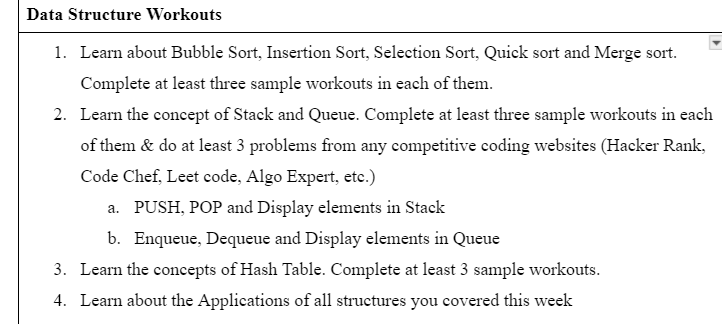 Data Structure Workouts
1. Learn about Bubble Sort, Insertion Sort, Selection Sort, Quick sort and Merge sort.
Complete at least three sample workouts in each of them.
2. Learn the concept of Stack and Queue. Complete at least three sample workouts in each
of them & do at least 3 problems from any competitive coding websites (Hacker Rank,
Code Chef, Leet code, Algo Expert, etc.)
a. PUSH, POP and Display elements in Stack
b. Enqueue, Dequeue and Display elements in Queue
3. Learn the concepts of Hash Table. Complete at least 3 sample workouts.
4. Learn about the Applications of all structures you covered this week